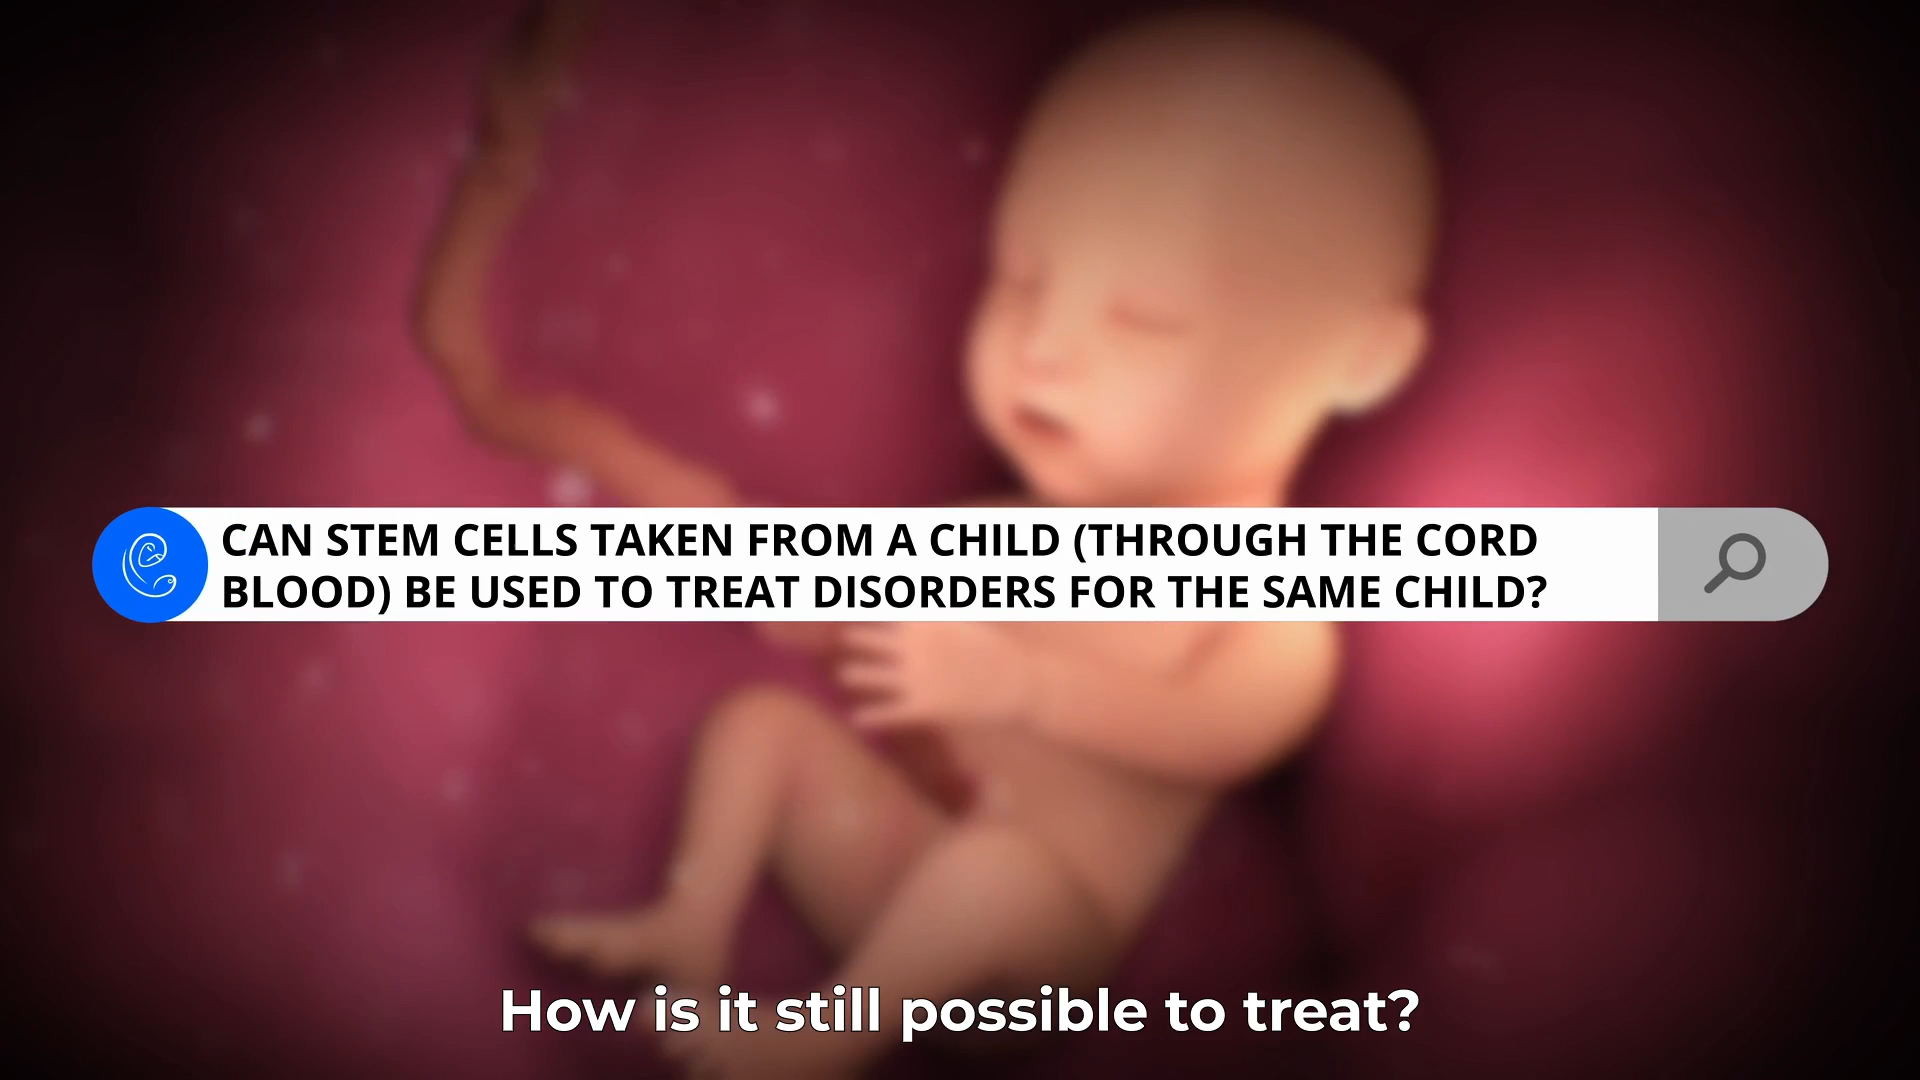 CAN STEM CELLS TAKEN FROM A CHILD (THROUGH THE CORD
BLOOD) BE USED TO TREAT DISORDERS FOR THE SAME CHILD?
How is it still possible to treat?